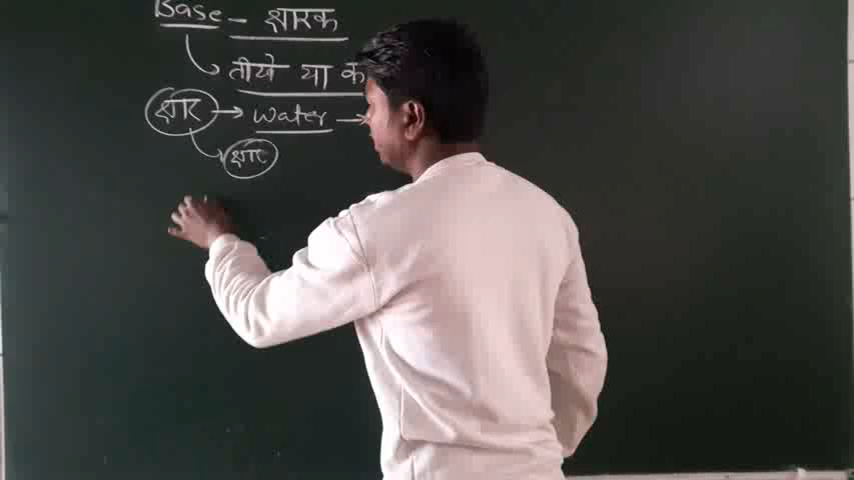 Base - क्षारक
तीखे या
क्षार → water →
क्षार